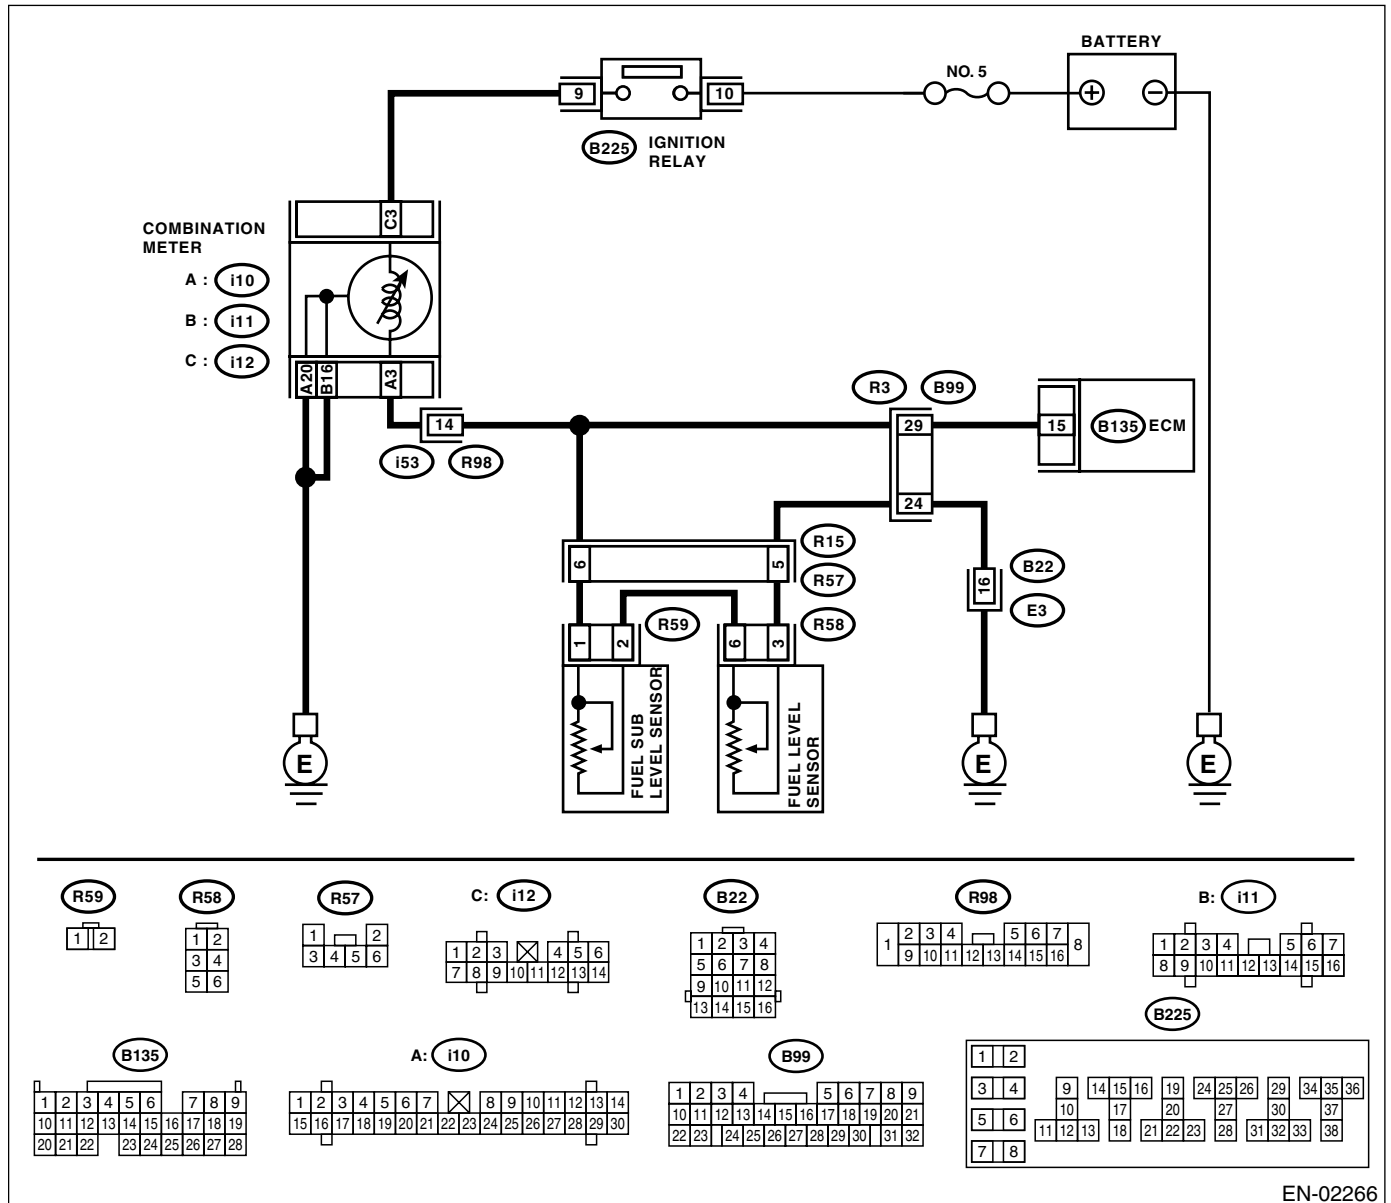 BATTERY
NO. 5
9
10
+
−
B225
IGNITION
RELAY
C3
COMBINATION
METER
A : i10
B : i11
C : i12
A20
B16
A3
R3
B99
14
29
15
B135 ECM
i53
R98
24
6
5
R15
R57
16
B22
E3
1
2
R59
6
3
R58
FUEL SUB
LEVEL SENSOR
FUEL LEVEL
SENSOR
E
E
E
R59
1 2
R58
1 2
3 4
5 6
R57
1 2
3 4 5 6
C: i12
1 2 3 4 5 6
7 8 9 10 11 12 13 14
B22
1 2 3 4
5 6 7 8
9 10 11 12
13 14 15 16
R98
1 2 3 4 5 6 7 8
9 10 11 12 13 14 15 16
B: i11
1 2 3 4 5 6 7
8 9 10 11 12 13 14 15 16
B135
1 2 3 4 5 6 7 8 9
10 11 12 13 14 15 16 17 18 19
20 21 22 23 24 25 26 27 28
A: i10
1 2 3 4 5 6 7 8 9 10 11 12 13 14
15 16 17 18 19 20 21 22 23 24 25 26 27 28 29 30
B99
1 2 3 4 5 6 7 8 9
10 11 12 13 14 15 16 17 18 19 20 21
22 23 24 25 26 27 28 29 30 31 32
B225
1 2
3 4
5 6
7 8
9 14 15 16 19 24 25 26 29 34 35 36
10 17 20 27 30 37
11 12 13 18 21 22 23 28 31 32 33 38
EN-02266